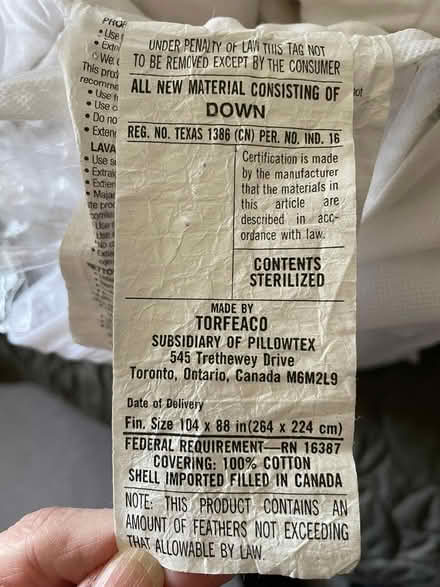 UNDER PENALTY OF LAW THIS TAG NOT
TO BE REMOVED EXCEPT BY THE CONSUMER
ALL NEW MATERIAL CONSISTING OF
DOWN
REG. NO. TEXAS 1386 (CN) PER. NO. IND. 16
Certification is made
by the manufacturer
that the materials in
this article are
described in acc-
ordance with law.
CONTENTS
STERILIZED
MADE BY
TORFEACO
SUBSIDIARY OF PILLOWTEX
545 Trethewey Drive
Toronto, Ontario, Canada M6M2L9
Date of Delivery
Fin. Size 104 x 88 in(264 x 224 cm)
FEDERAL REQUIREMENT—RN 16387
COVERING: 100% COTTON
SHELL IMPORTED FILLED IN CANADA
NOTE: THIS PRODUCT CONTAINS AN
AMOUNT OF FEATHERS NOT EXCEEDING
THAT ALLOWABLE BY LAW.
This
• Do
LAVA
• Use